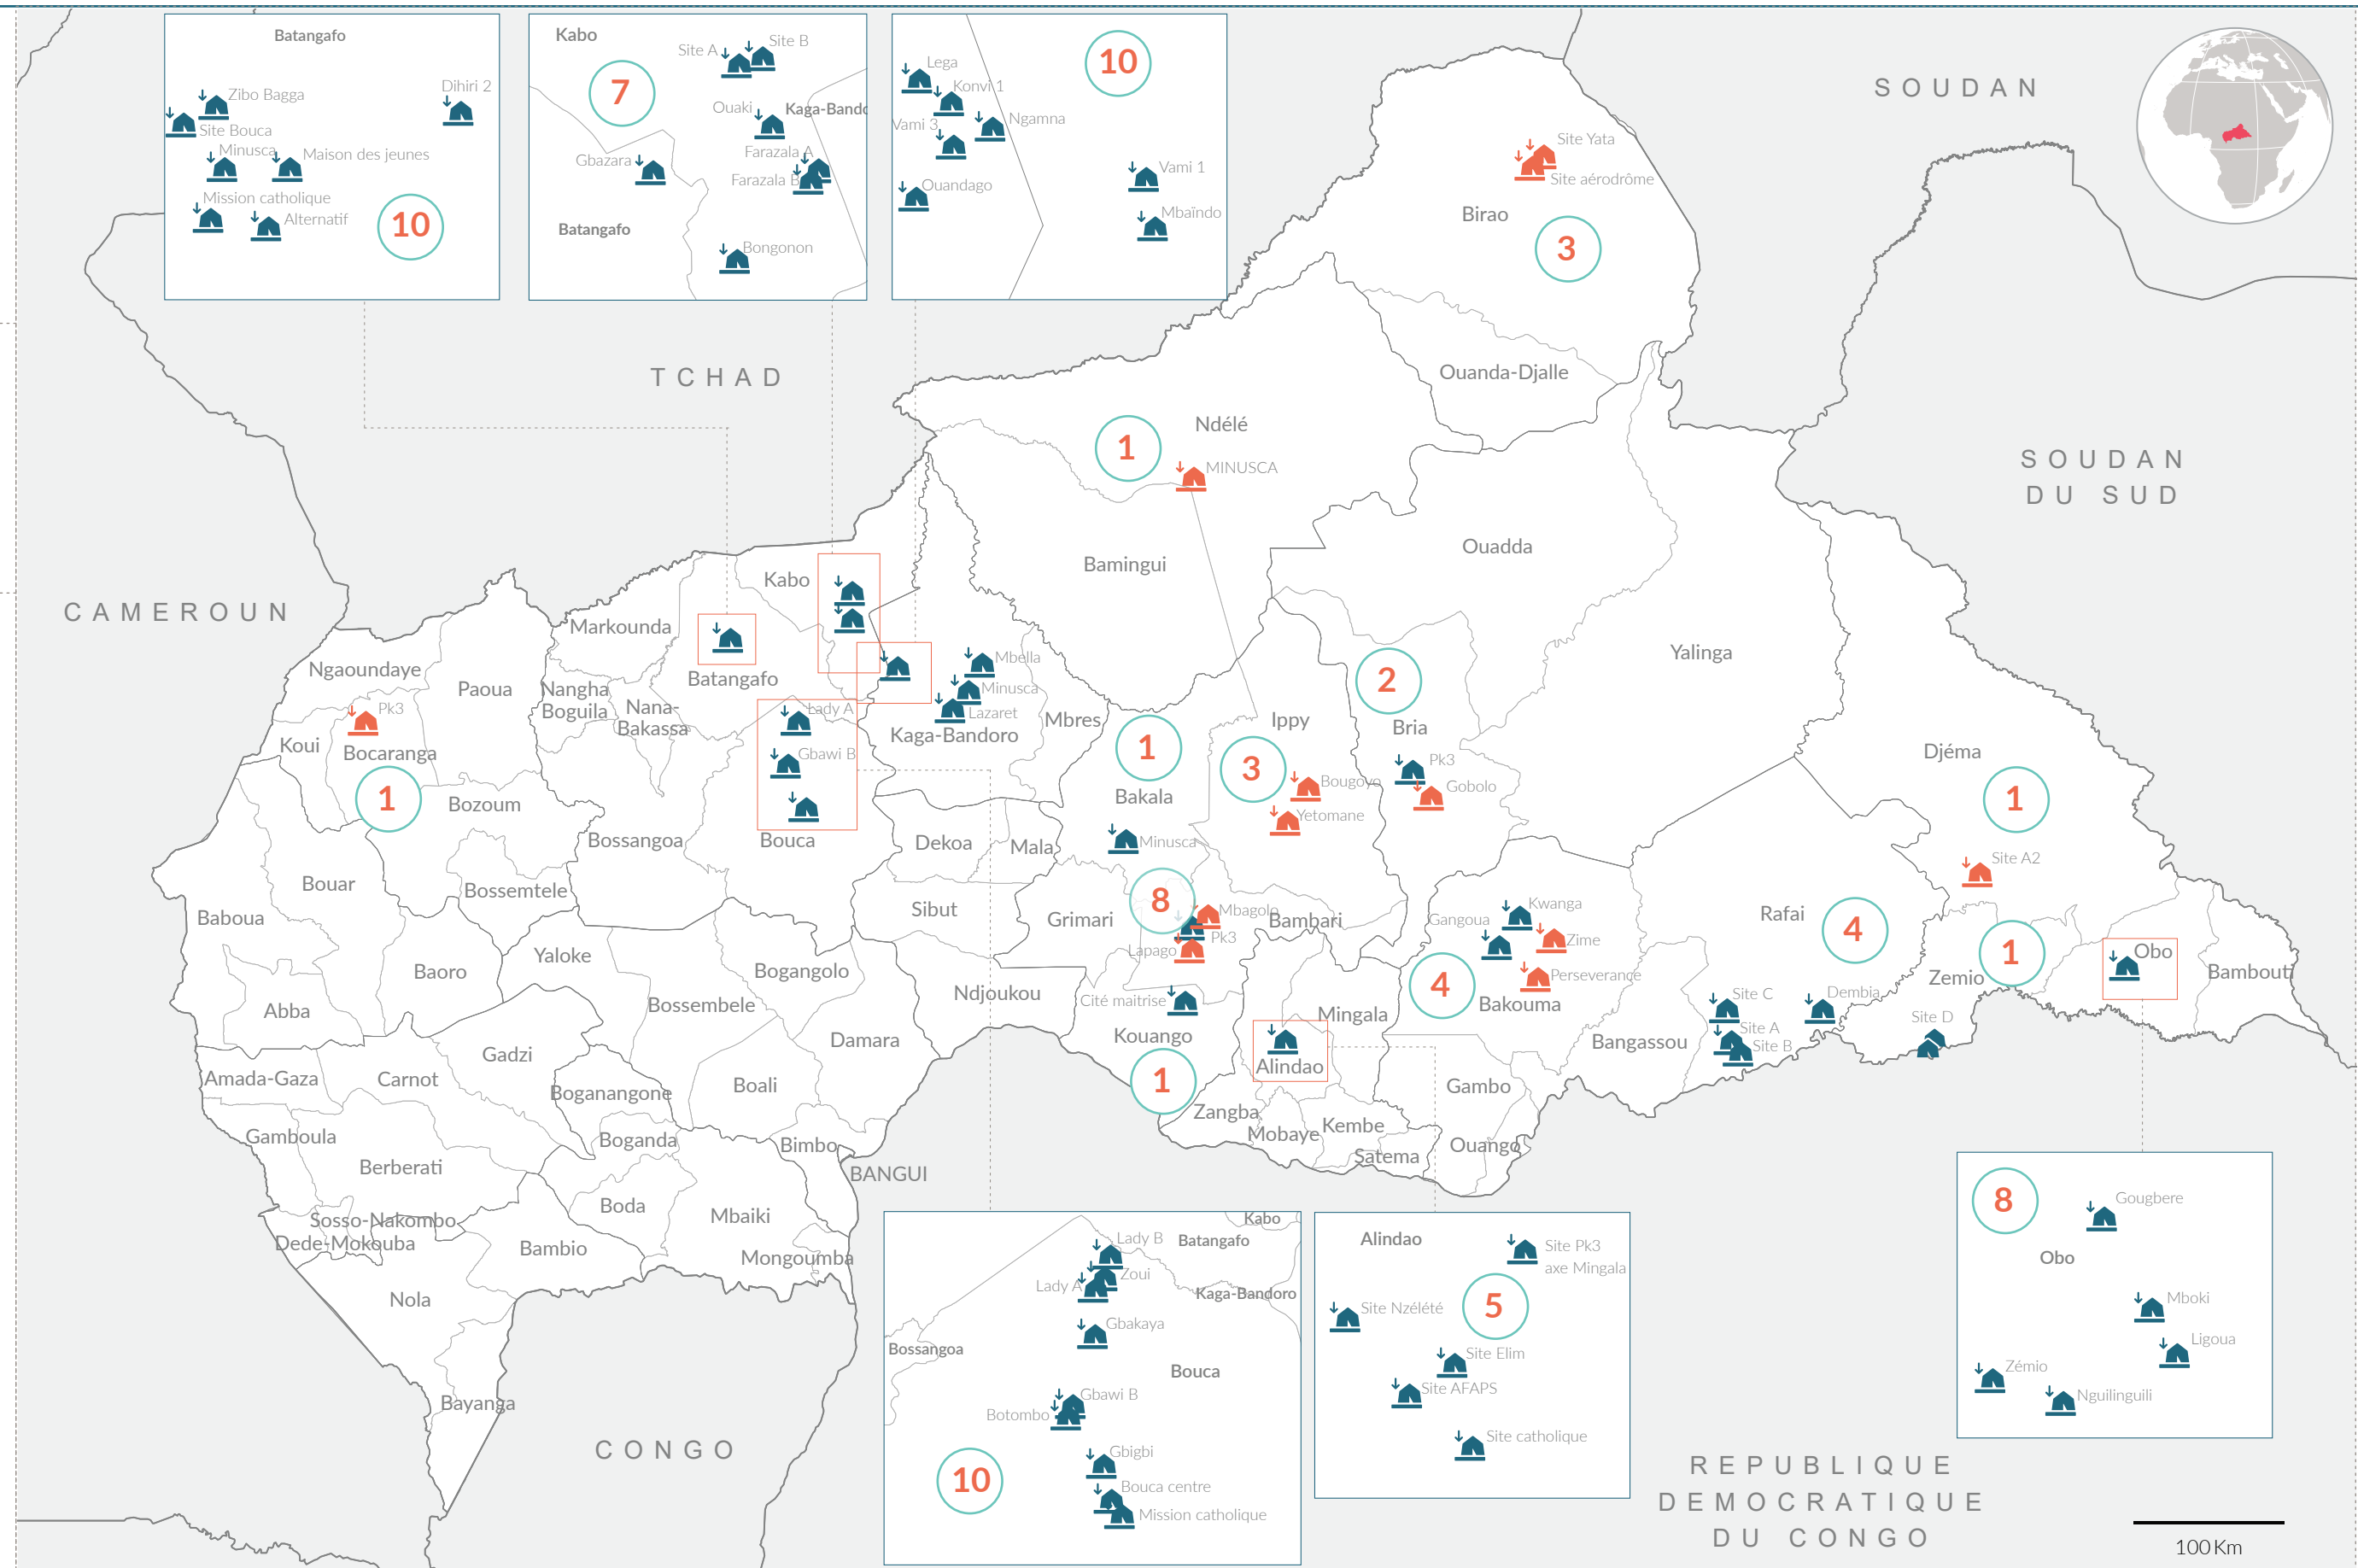 Batangafo
Zibo Bagga
Dihiri 2
Site Bouca
Minusca
Maison des jeunes
Mission catholique
Alternatif
10
Kabo
7
Site A
Site B
Ouaki
Kaga-Bando
Gbazara
Farazala A
Farazala B
Batangafo
Bongonon
10
Lega
Konvi 1
Vami 3
Ngamna
Vami 1
Ouandago
Mbaïndo
SOUDAN
Site Yata
Site aérodrôme
Birao
3
Ouanda-Djalle
TCHAD
Ndélé
1
MINUSCA
SOUDAN
DU SUD
Ouadda
Bamingui
CAMEROUN
Kabo
Markounda
Ngaoundaye
Paoua
Nangha
Boguila
Nana-
Bakassa
Batangafo
Mbella
Minusca
Lazaret
Kaga-Bandoro
Mbres
Yalinga
2
Bria
Pk3
Gobolo
Ippy
3
Bougoyo
Yetomane
1
Bakala
Minusca
Pk3
Koui
Bocaranga
1
Bozoum
Bossangoa
Lady A
Gbawi B
Bouca
Dekoa
Mala
Djéma
1
Site A2
Bouar
Bossemtele
Baboua
Sibut
Grimari
8
Mbagolo
Pk3
Lapago
Bambari
Gangoua
Kwanga
Zime
Perseverance
4
Bakouma
Rafai
4
1
Zemio
Obo
Bambouti
Baoro
Yaloke
Bogangolo
Abba
Bossembele
Ndjoukou
Cité maitrise
Kouango
1
Mingala
Alindao
Site C
Site A
Site B
Dembia
Site D
Damara
Bangassou
Gadzi
Amada-Gaza
Carnot
Boganangone
Boali
Gambo
Zangba
Mobaye
Kembe
Satema
Ouango
Gamboula
Boganda
Bimbo
Berberati
BANGUI
Boda
Mbaiki
Sosso-Nakombo
Dede-Mokouba
Bambio
Mongoumba
Nola
Bayanga
CONGO
Kabo
Lady B
Batangafo
Zoui
Lady A
Kaga-Bandoro
Gbakaya
Bossangoa
Bouca
Gbawi B
Botombo
Gbigbi
10
Bouca centre
Mission catholique
Alindao
Site Pk3
axe Mingala
5
Site Nzélété
Site Elim
Site AFAPS
Site catholique
8
Gougbere
Obo
Mboki
Ligoua
Zémio
Nguilinguili
REPUBLIQUE
DEMOCRATIQUE
DU CONGO
100 Km